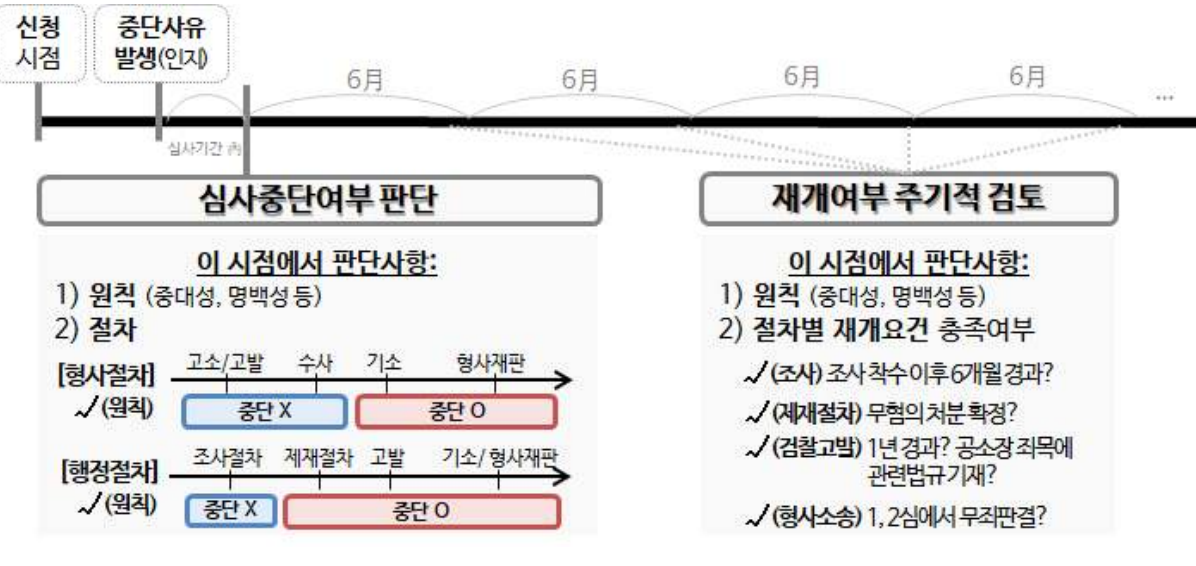 신청
시점
중단사유
발생(인지)
6月
6月
6月
6月
...
심사기간 內
심사중단여부 판단
이 시점에서 판단사항:
1) 원칙 (중대성, 명백성 등)
2) 절차
[형사절차]
고소/고발
수사
기소
형사재판
✓(원칙)
중단 X
중단 O
[행정절차]
조사절차
제재절차
고발
기소/ 형사재판
✓(원칙)
중단 X
중단 O
재개여부 주기적 검토
이 시점에서 판단사항:
1) 원칙 (중대성, 명백성 등)
2) 절차별 재개요건 충족여부
✓(조사) 조사 착수 이후 6개월 경과?
✓(제재절차) 무혐의 처분 확정?
✓(검찰고발) 1년 경과? 공소장 죄목에
관련법규 기재?
✓(형사소송) 1, 2심에서 무죄판결?